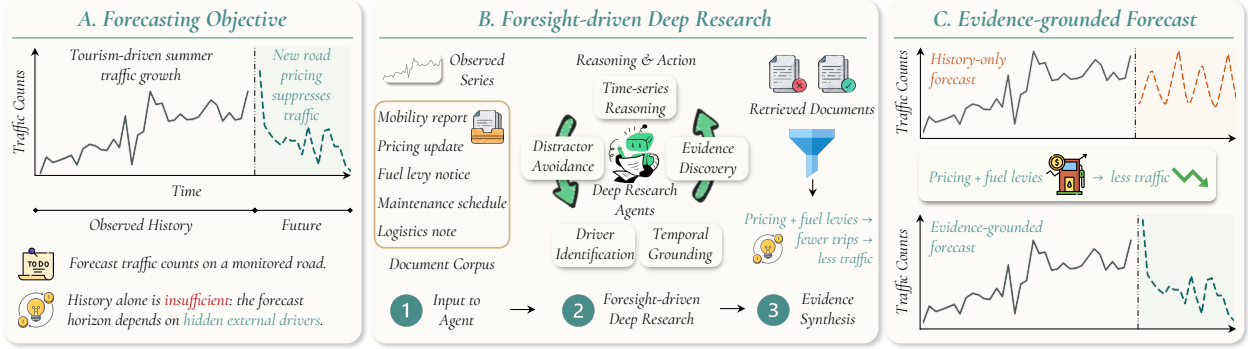 A. Forecasting Objective
Traffic Counts
Tourism-driven summer
traffic growth
New road
pricing
suppresses
traffic
Time
Observed History
Future
TO DO
Forecast traffic counts on a monitored road.
History alone is insufficient: the forecast
horizon depends on hidden external drivers.
B. Foresight-driven Deep Research
Observed
Series
Mobility report
Pricing update
Fuel levy notice
Maintenance schedule
Logistics note
Document Corpus
Reasoning & Action
Time-series
Reasoning
Distractor
Avoidance
Evidence
Discovery
Deep Research
Agents
Driver
Identification
Temporal
Grounding
Retrieved Documents
Pricing + fuel levies →
fewer trips →
less traffic
1
Input to
Agent
2
Foresight-driven
Deep Research
3
Evidence
Synthesis
C. Evidence-grounded Forecast
Traffic Counts
History-only
forecast
Pricing + fuel levies
$
→ less traffic
Traffic Counts
Evidence-grounded
forecast